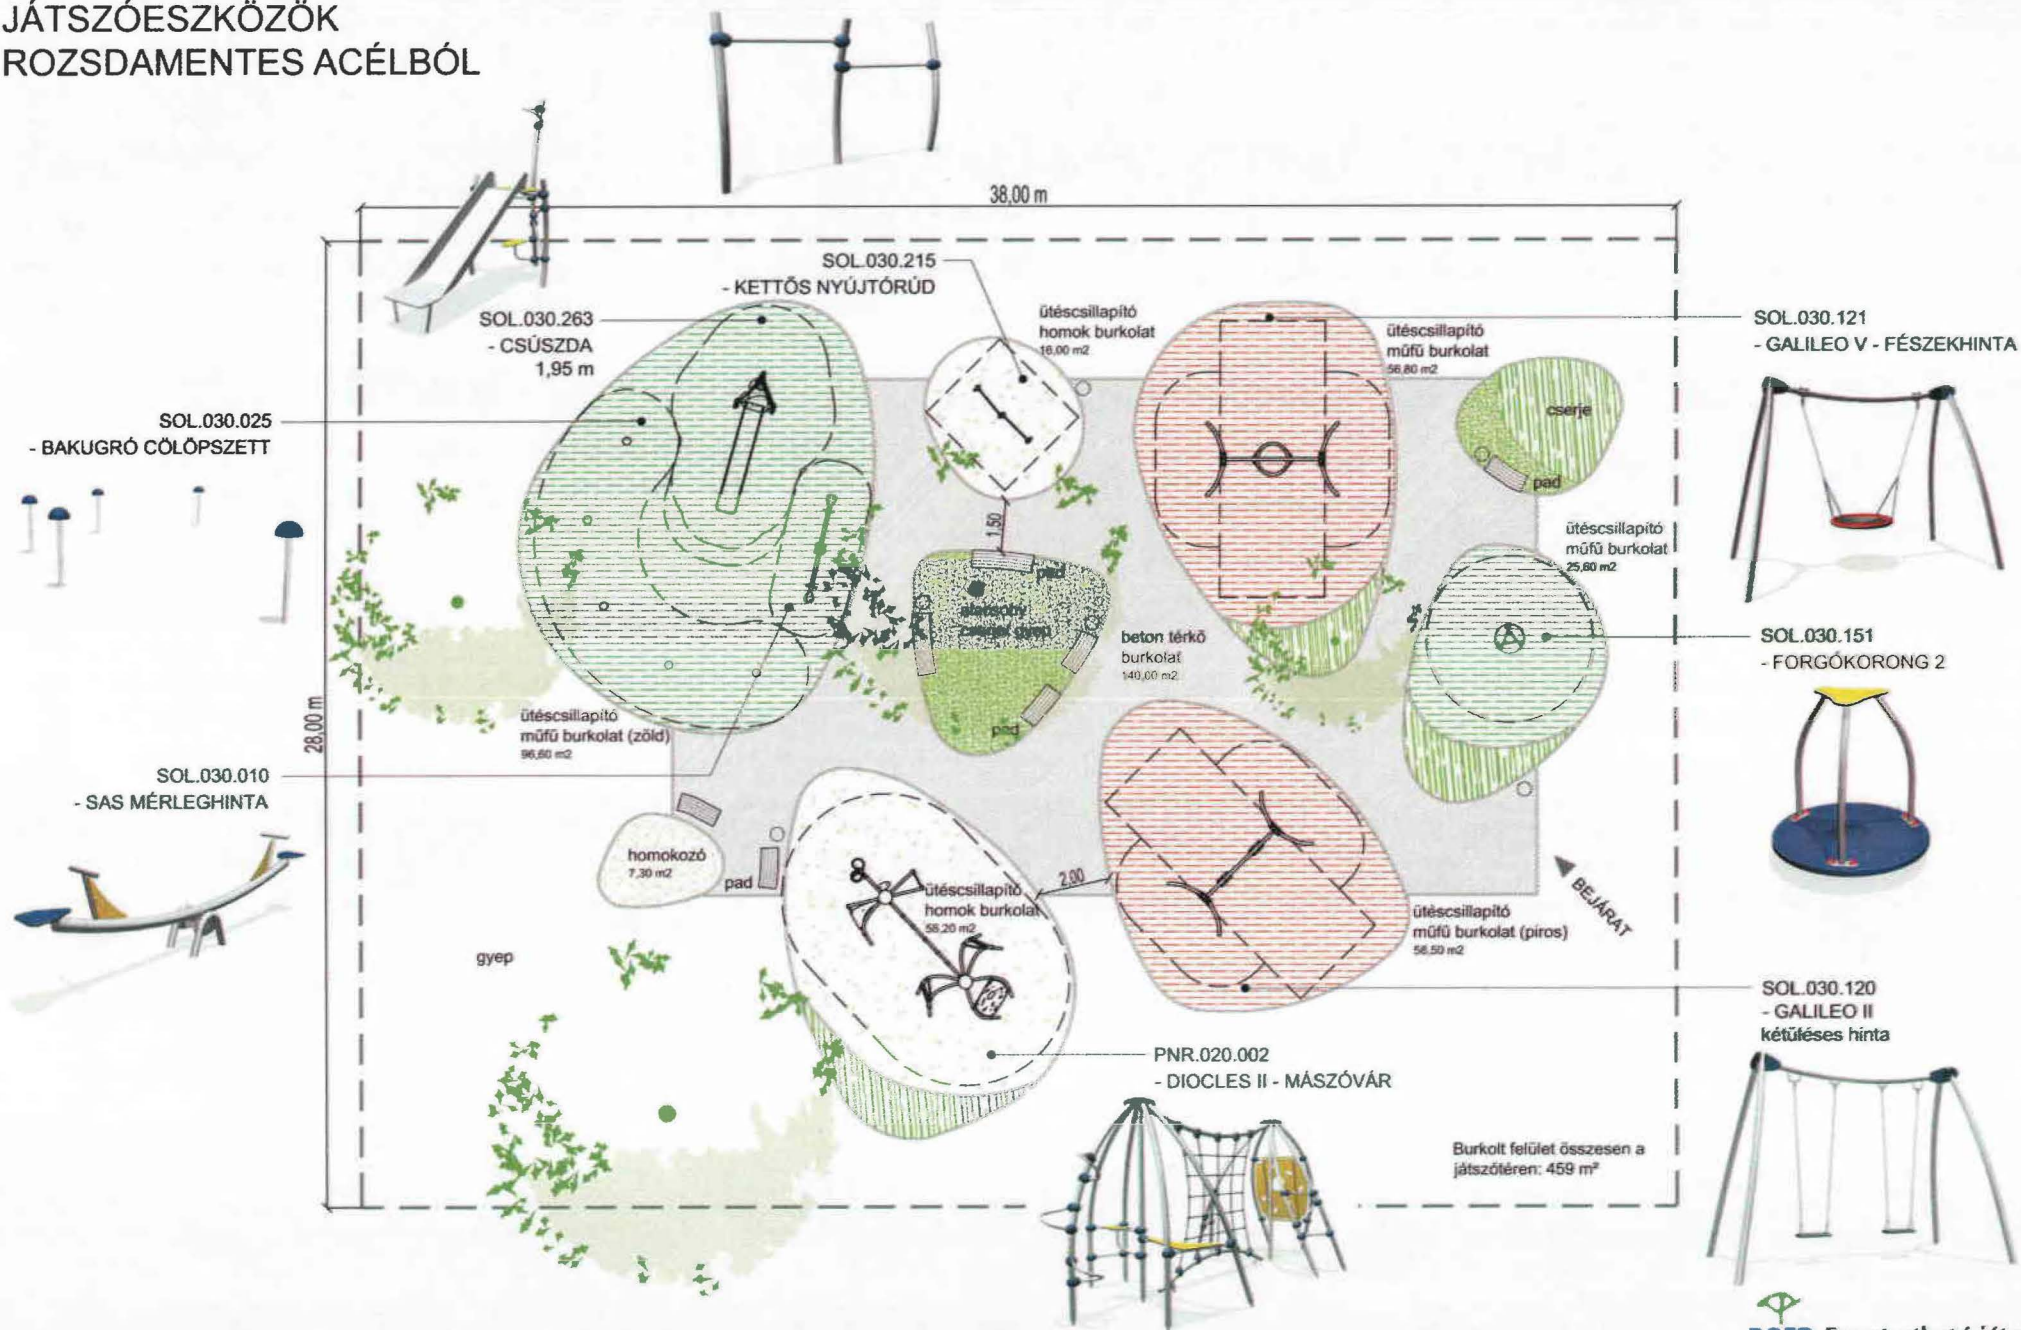 JÁTSZÓESZKÖZÖK
ROZSDAMENTES ACÉLBÓL
38,00 m
SOL.030.215
- KETTŐS NYÚJTÓRÚD
SOL.030.263
- CSÚSZDA
1,95 m
ütéscsillapító
homok burkolat
16,00 m2
ütéscsillapító
műfű burkolat
56,80 m2
SOL.030.121
- GALILEO V - FÉSZEKHINTA
SOL.030.025
- BAKUGRÓ CÖLÖPSZETT
cserje
pad
1,50
ütéscsillapító
műfű burkolat
25,60 m2
pad
alacsony
cserjék gyep
beton térkő
burkolat
140,00 m2
SOL.030.151
- FORGÓKORONG 2
28,00 m
ütéscsillapító
műfű burkolat (zöld)
96,60 m2
pad
SOL.030.010
- SAS MÉRLEGHINTA
homokozó
7,30 m2
pad
2,00
ütéscsillapító
homok burkolat
58,20 m2
BEJÁRAT
ütéscsillapító
műfű burkolat (piros)
58,50 m2
gyep
SOL.030.120
- GALILEO II
kétüléses hinta
PNR.020.002
- DIOCLES II - MÁSZÓVÁR
Burkolt felület összesen a
játszótéren: 459 m²